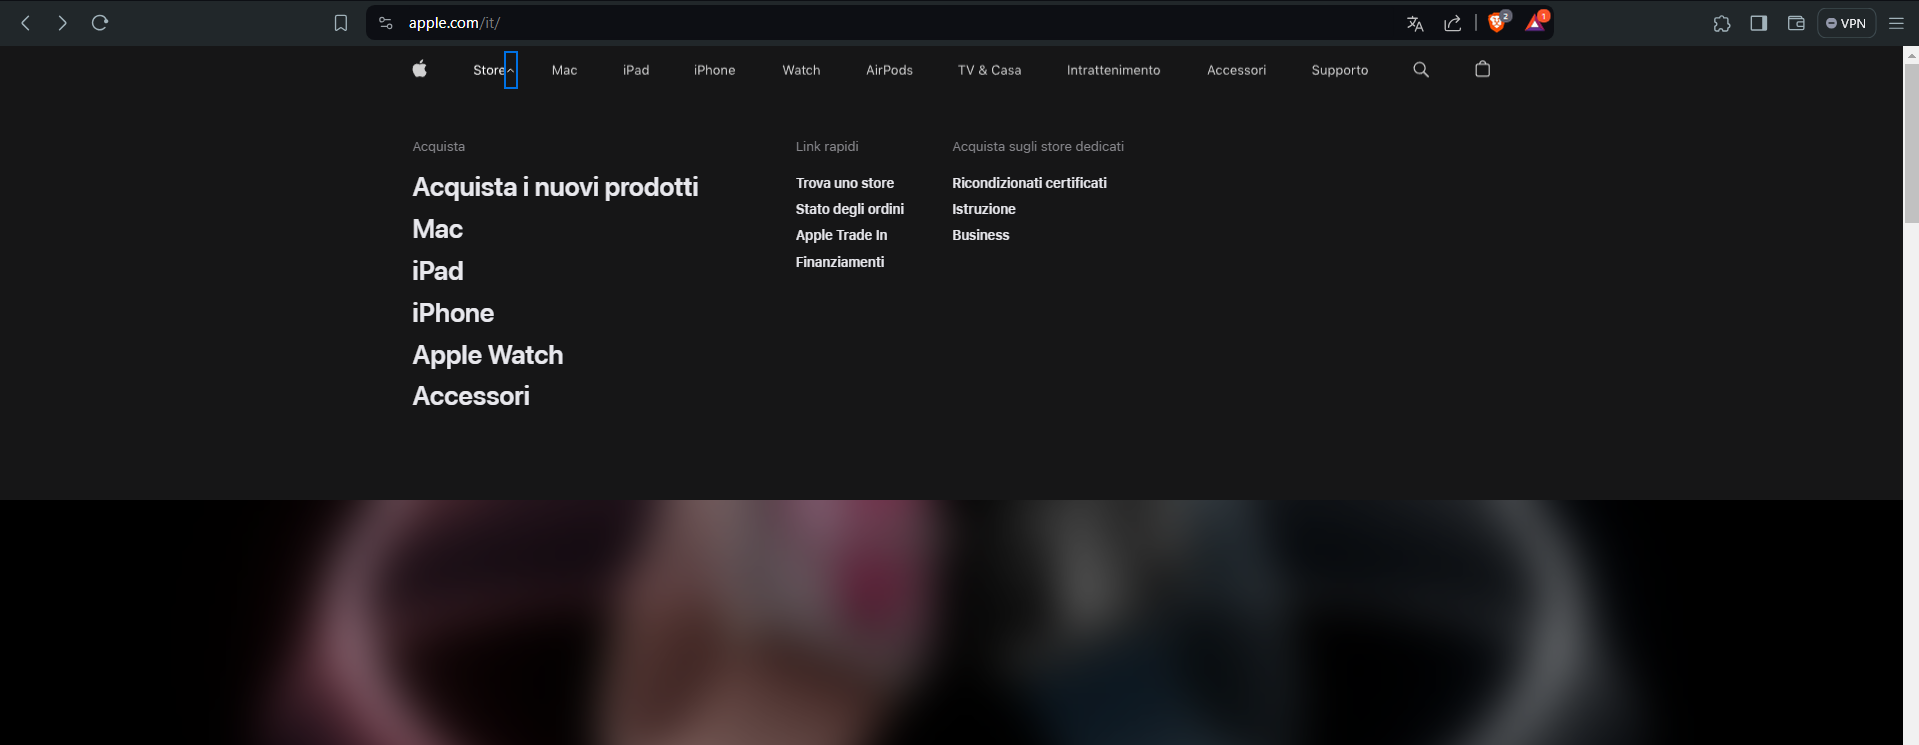 apple.com/it/
2
1
VPN
Store
Mac
iPad
iPhone
Watch
AirPods
TV & Casa
Intrattenimento
Accessori
Supporto
Acquista
Acquista i nuovi prodotti
Mac
iPad
iPhone
Apple Watch
Accessori
Link rapidi
Trova uno store
Stato degli ordini
Apple Trade In
Finanziamenti
Acquista sugli store dedicati
Ricondizionati certificati
Istruzione
Business